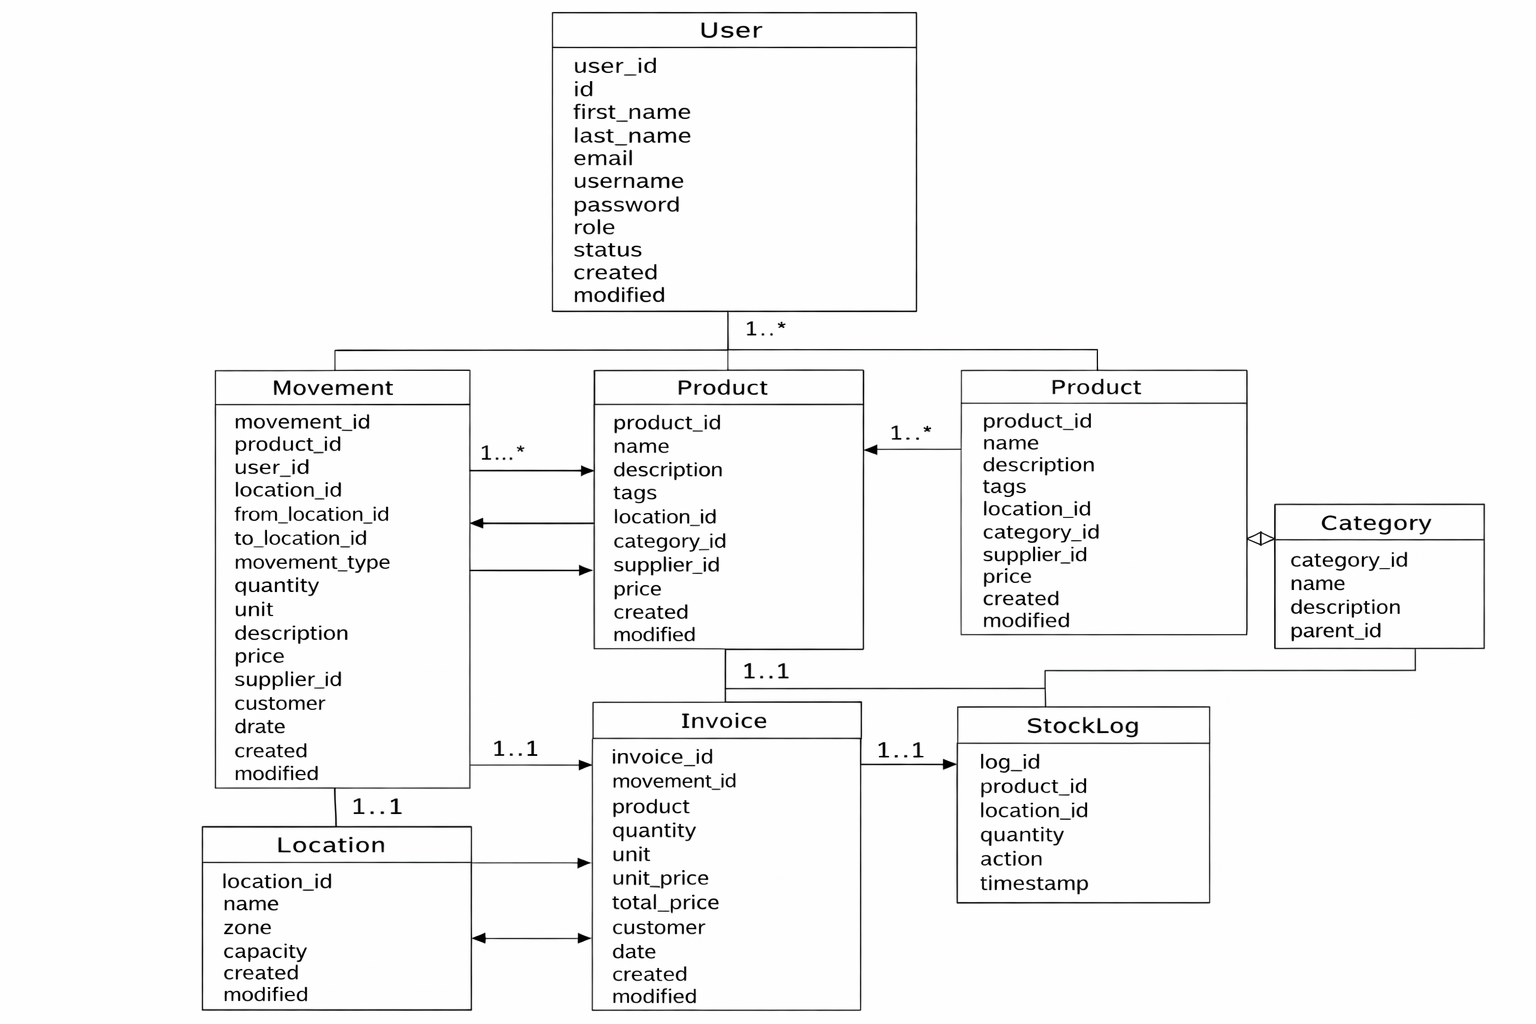 User
user_id
id
first_name
last_name
email
username
password
role
status
created
modified
1..*
Movement
movement_id
product_id
user_id
location_id
from_location_id
to_location_id
movement_type
quantity
unit
description
price
supplier_id
customer
drate
created
modified
1...*
Product
product_id
name
description
tags
location_id
category_id
supplier_id
price
created
modified
1..*
Product
product_id
name
description
tags
location_id
category_id
supplier_id
price
created
modified
Category
category_id
name
description
parent_id
1..1
1..1
Invoice
invoice_id
movement_id
product
quantity
unit
unit_price
total_price
customer
date
created
modified
1..1
StockLog
log_id
product_id
location_id
quantity
action
timestamp
1..1
Location
location_id
name
zone
capacity
created
modified